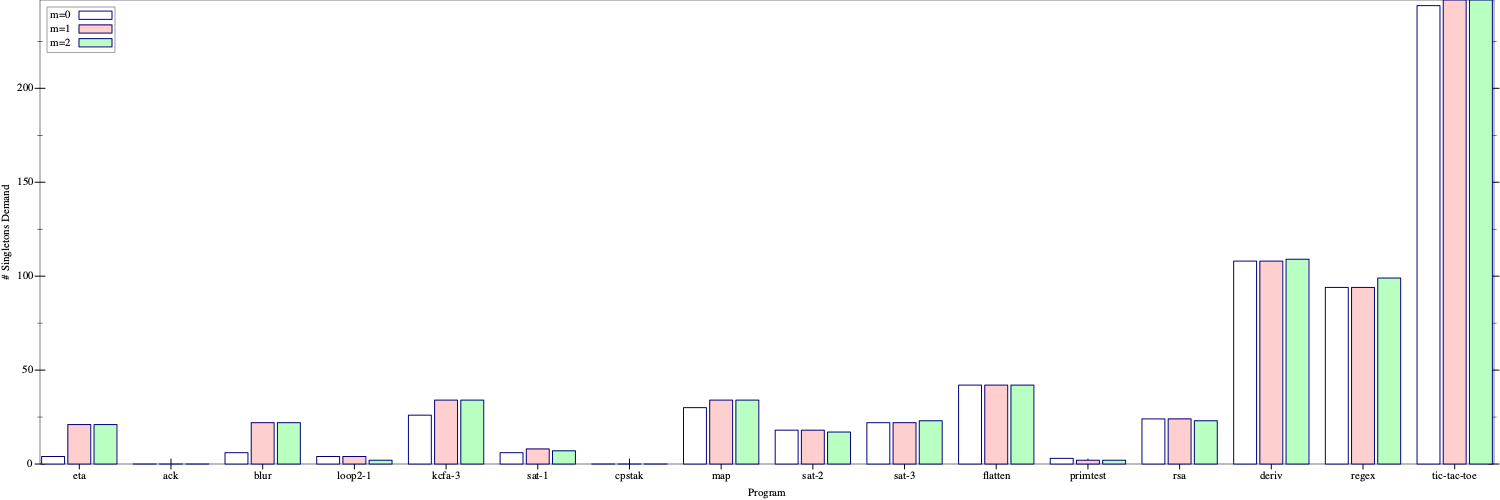 m=0
m=1
m=2
200
150
100
50
0
# Singletons Demand
eta ack blur loop2-1 kcfa-3 sat-1 cpstak map sat-2 sat-3 flatten primtest rsa deriv regex tic-tac-toe
Program